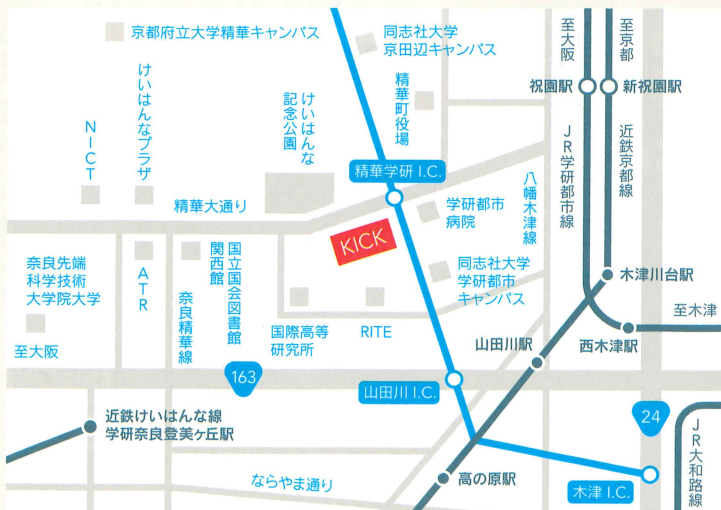 京都府立大学精華キャンパス
同志社大学
京田辺キャンパス
至大阪
至京都
祝園駅
新祝園駅
けいはんなプラザ
NICT
けいはんな
記念公園
精華町役場
精華学研 I.C.
JR学研都市線
近鉄京都線
八幡木津線
精華大通り
KICK
学研都市
病院
奈良先端
科学技術
大学院大学
ATR
国立国会図書館
関西館
奈良精華線
同志社大学
学研都市
キャンパス
木津川台駅
至木津
西木津駅
国際高等
研究所
RITE
山田川駅
至大阪
163
山田川 I.C.
24
近鉄けいはんな線
学研奈良登美ヶ丘駅
JR大和路線
ならやま通り
高の原駅
木津 I.C.